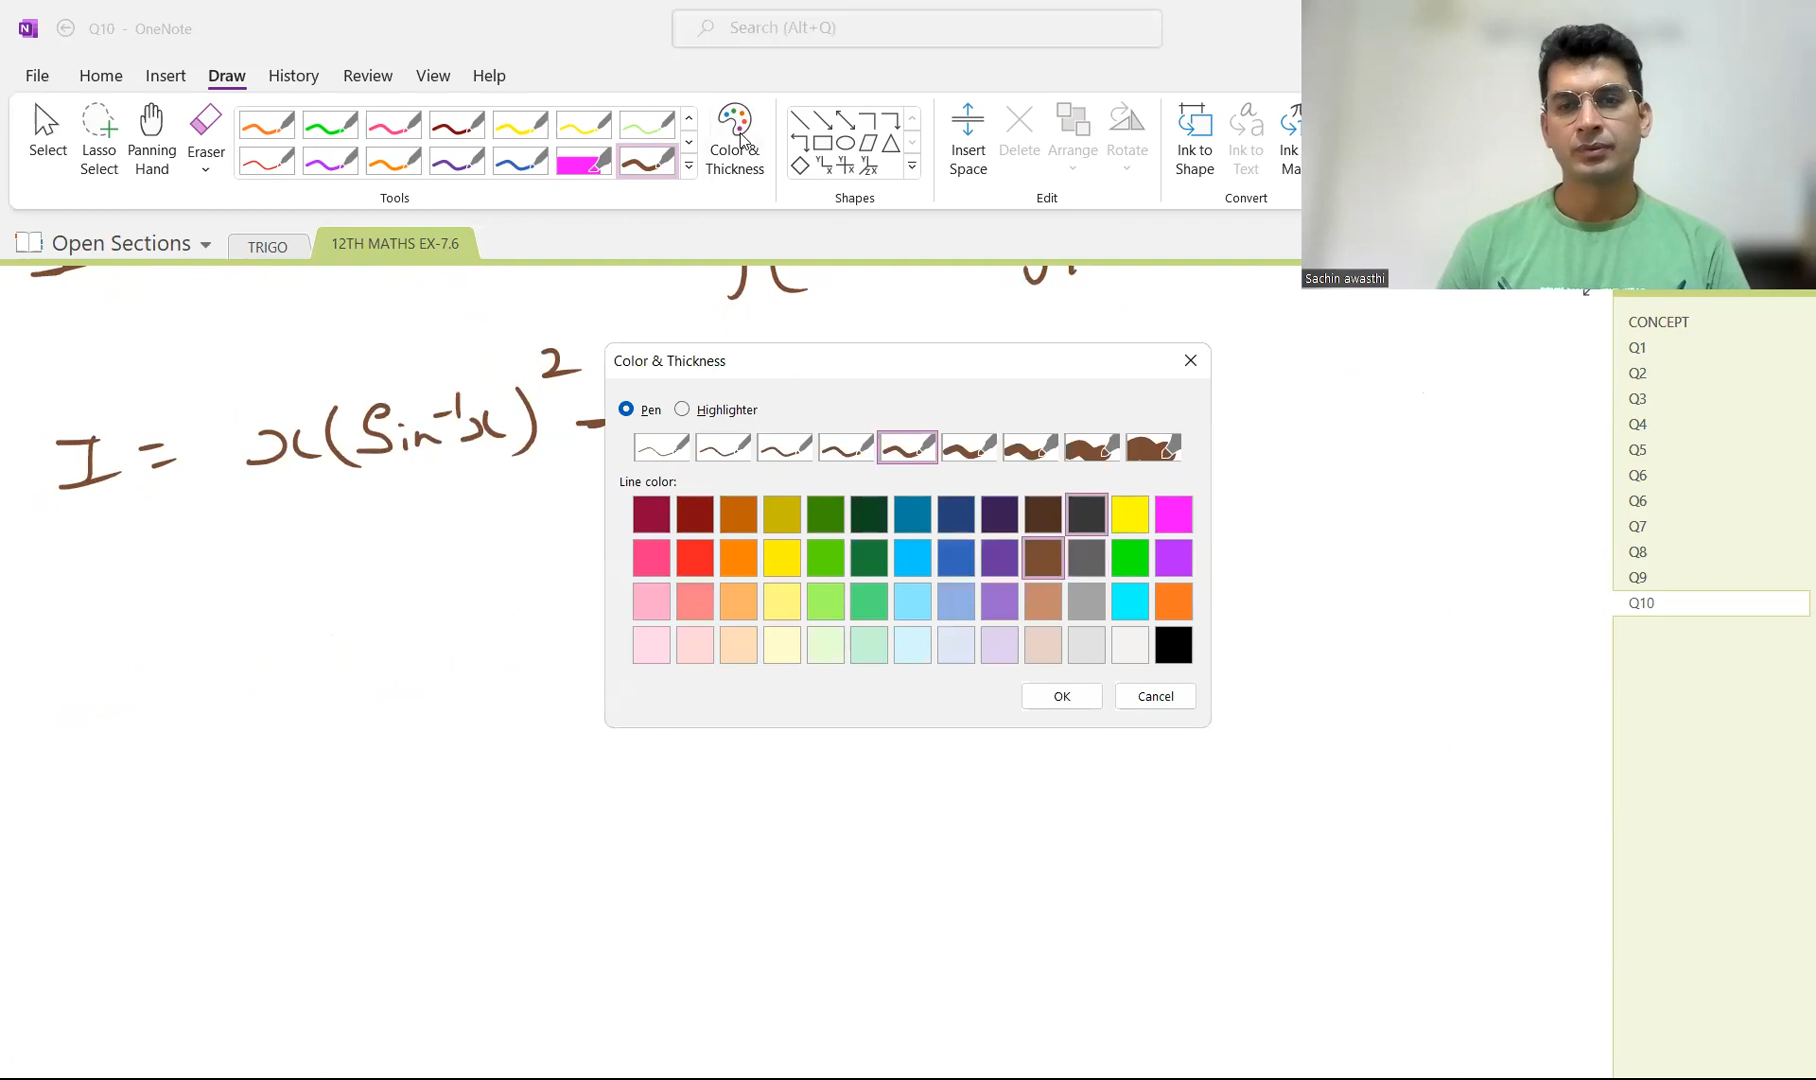 Q10 - OneNote
Search (Alt+Q)
File Home Insert Draw History Review View Help
Select
Lasso Select
Panning Hand
Eraser
Color & Thickness
Insert Space
Delete
Arrange
Rotate
Ink to Shape
Ink to Text
Ink
Ma
Tools
Shapes
Edit
Convert
Open Sections
TRIGO
12TH MATHS EX-7.6
Sachin awasthi
I = x(Sin⁻¹x)² -
Color & Thickness
Pen
Highlighter
Line color:
OK
Cancel
CONCEPT
Q1
Q2
Q3
Q4
Q5
Q6
Q6
Q7
Q8
Q9
Q10